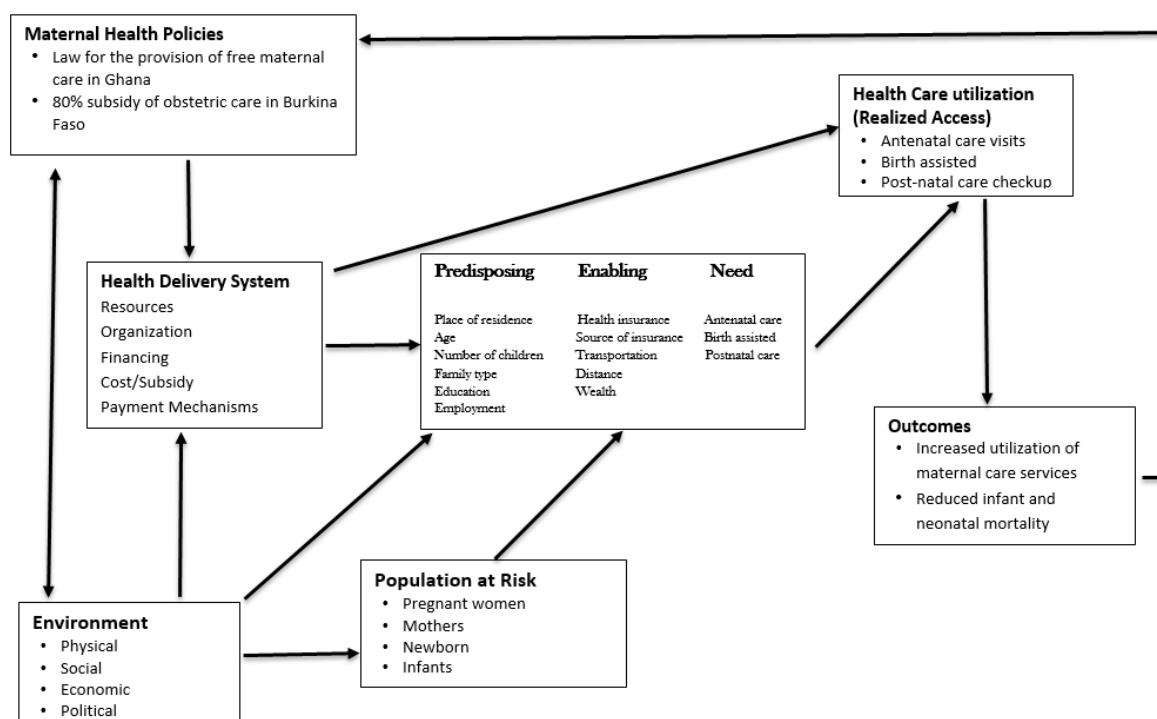 Maternal Health Policies
• Law for the provision of free maternal
care in Ghana
• 80% subsidy of obstetric care in Burkina
Faso
Health Care utilization
(Realized Access)
• Antenatal care visits
• Birth assisted
• Post-natal care checkup
Health Delivery System
Resources
Organization
Financing
Cost/Subsidy
Payment Mechanisms
Predisposing
Place of residence
Age
Number of children
Family type
Education
Employment
Enabling
Health insurance
Source of insurance
Transportation
Distance
Wealth
Need
Antenatal care
Birth assisted
Postnatal care
Outcomes
• Increased utilization of
maternal care services
• Reduced infant and
neonatal mortality
Population at Risk
• Pregnant women
• Mothers
• Newborn
• Infants
Environment
• Physical
• Social
• Economic
• Political